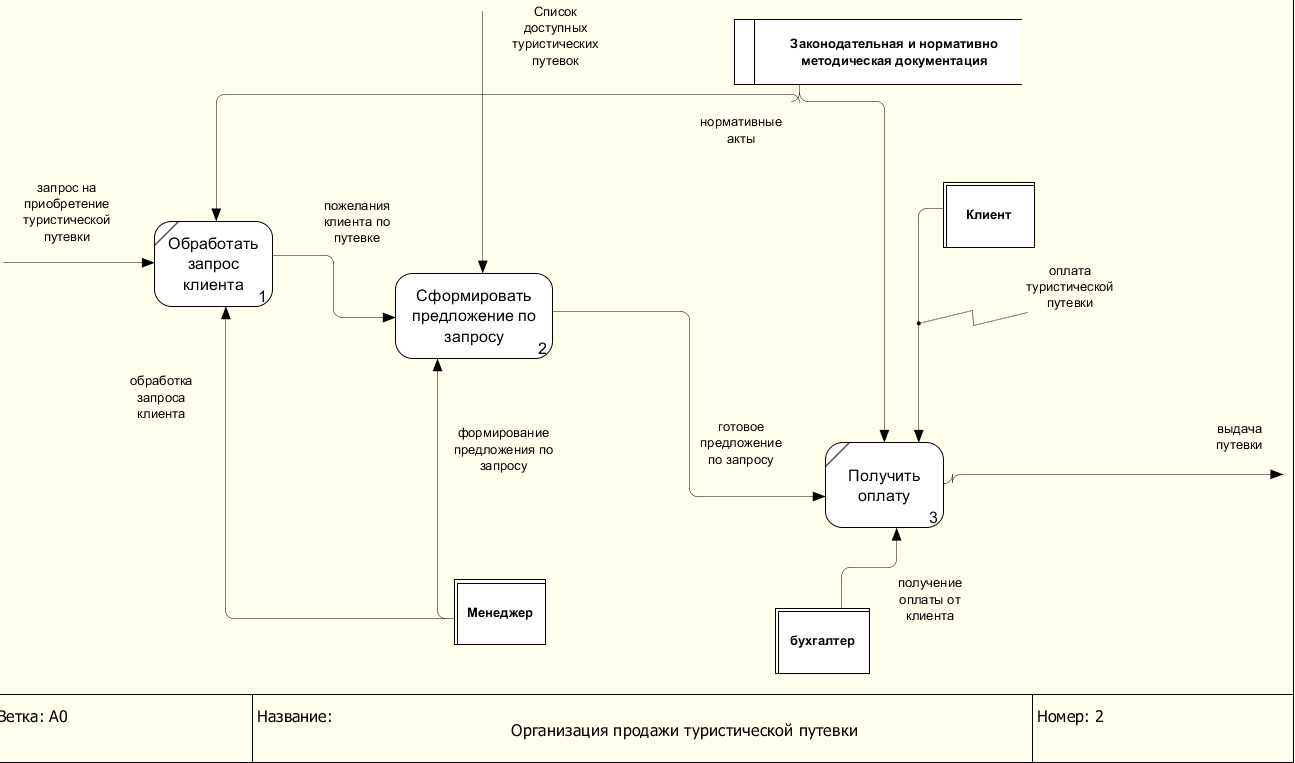 Список
доступных
туристических
путевок
Законодательная и нормативно
методическая документация
нормативные
акты
запрос на
приобретение
туристической
путевки
пожелания
клиента по
путевке
Клиент
Обработать
запрос
клиента
1
оплата
туристической
путевки
Сформировать
предложение по
запросу
2
обработка
запроса
клиента
формирование
предложения по
запросу
готовое
предложение
по запросу
выдача
путевки
Получить
оплату
3
Менеджер
получение
оплаты от
клиента
бухгалтер
Ветка: A0
Название:
Организация продажи туристической путевки
Номер: 2